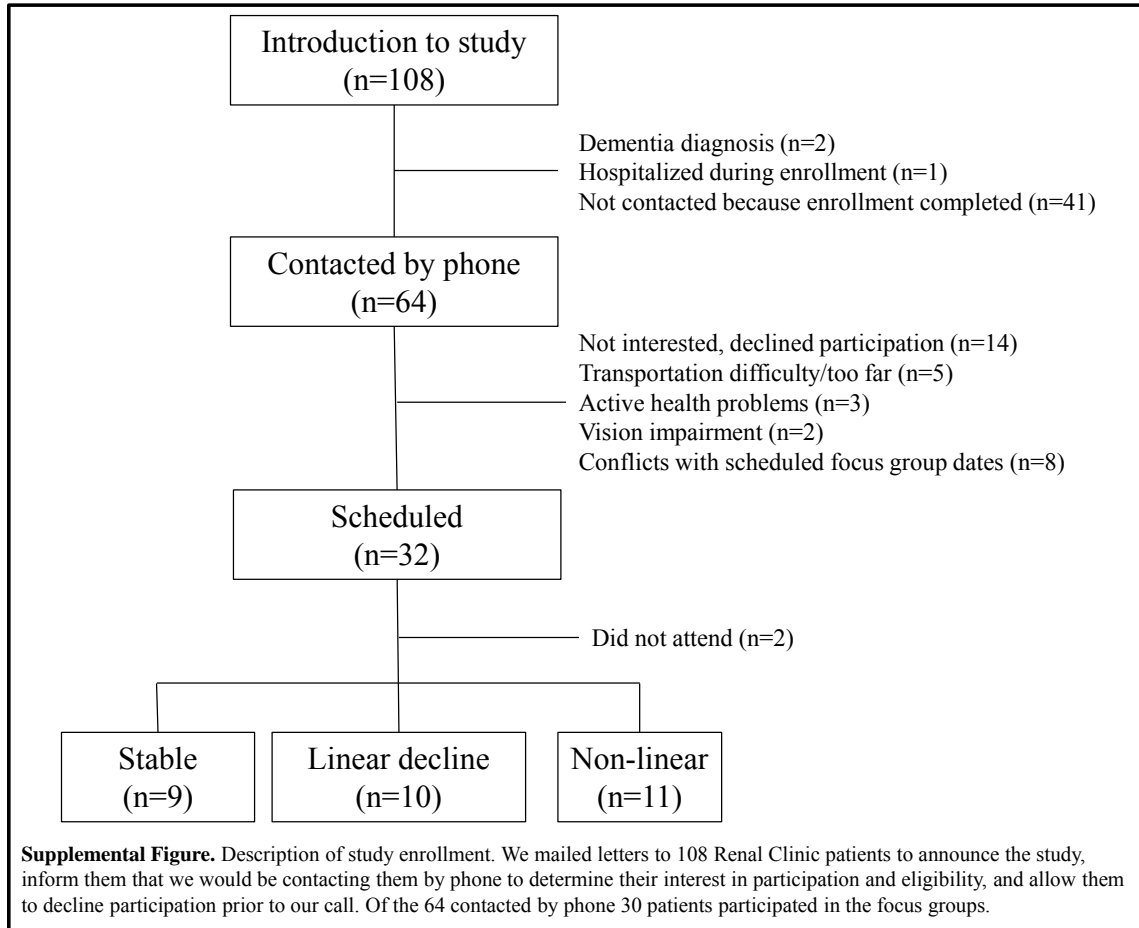 Introduction to study
(n=108)
Dementia diagnosis (n=2)
Hospitalized during enrollment (n=1)
Not contacted because enrollment completed (n=41)
Contacted by phone
(n=64)
Not interested, declined participation (n=14)
Transportation difficulty/too far (n=5)
Active health problems (n=3)
Vision impairment (n=2)
Conflicts with scheduled focus group dates (n=8)
Scheduled
(n=32)
Did not attend (n=2)
Stable
(n=9)
Linear decline
(n=10)
Non-linear
(n=11)
Supplemental Figure. Description of study enrollment. We mailed letters to 108 Renal Clinic patients to announce the study,
inform them that we would be contacting them by phone to determine their interest in participation and eligibility, and allow them
to decline participation prior to our call. Of the 64 contacted by phone 30 patients participated in the focus groups.